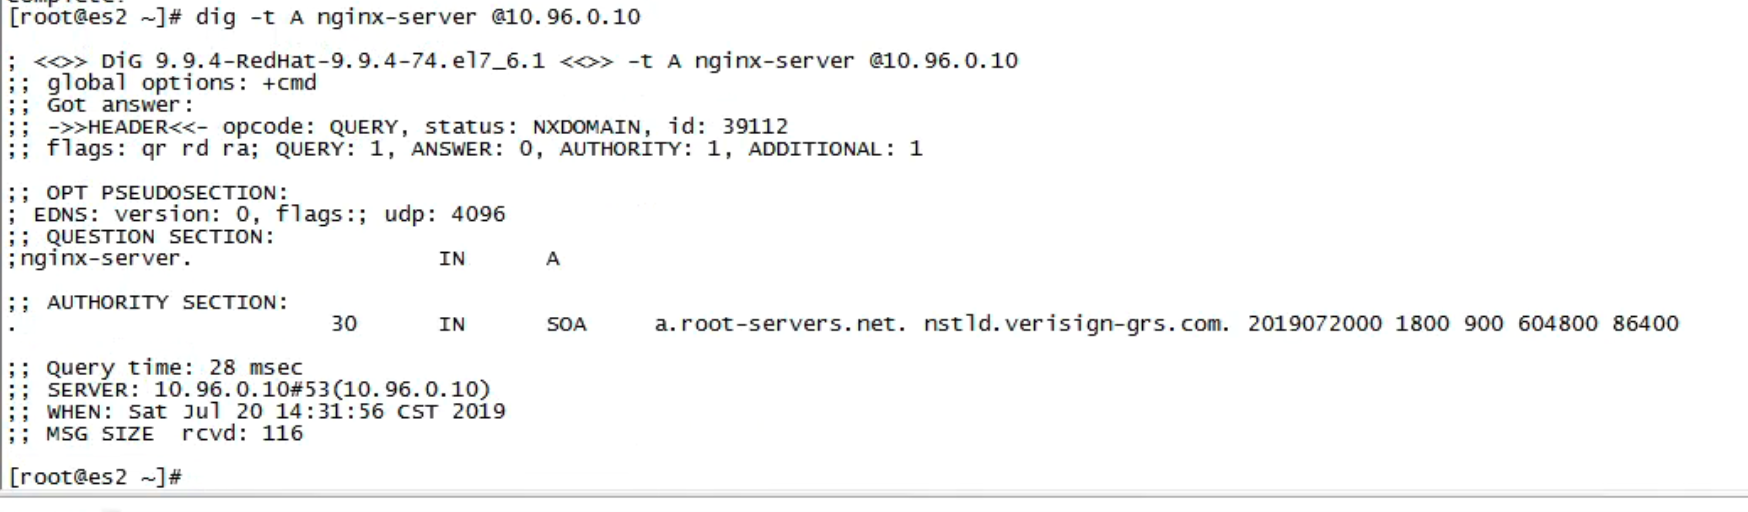 [root@es2 ~]# dig -t A nginx-server @10.96.0.10
; <<>> DiG 9.9.4-RedHat-9.9.4-74.el7_6.1 <<>> -t A nginx-server @10.96.0.10
;; global options: +cmd
;; Got answer:
;; ->>HEADER<<- opcode: QUERY, status: NXDOMAIN, id: 39112
;; flags: qr rd ra; QUERY: 1, ANSWER: 0, AUTHORITY: 1, ADDITIONAL: 1
;; OPT PSEUDOSECTION:
; EDNS: version: 0, flags:; udp: 4096
;; QUESTION SECTION:
;nginx-server. IN A
;; AUTHORITY SECTION:
. 30 IN SOA a.root-servers.net. nstld.verisign-grs.com. 2019072000 1800 900 604800 86400
;; Query time: 28 msec
;; SERVER: 10.96.0.10#53(10.96.0.10)
;; WHEN: Sat Jul 20 14:31:56 CST 2019
;; MSG SIZE rcvd: 116
[root@es2 ~]#